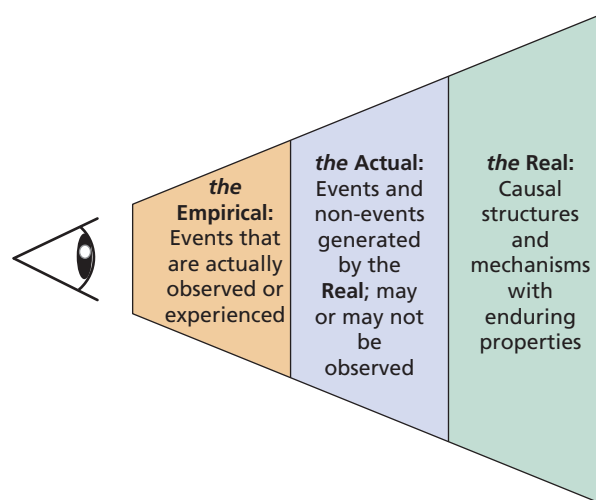 the
Empirical:
Events that
are actually
observed or
experienced
the Actual:
Events and
non-events
generated
by the
Real; may
or may not
be
observed
the Real:
Causal
structures
and
mechanisms
with
enduring
properties